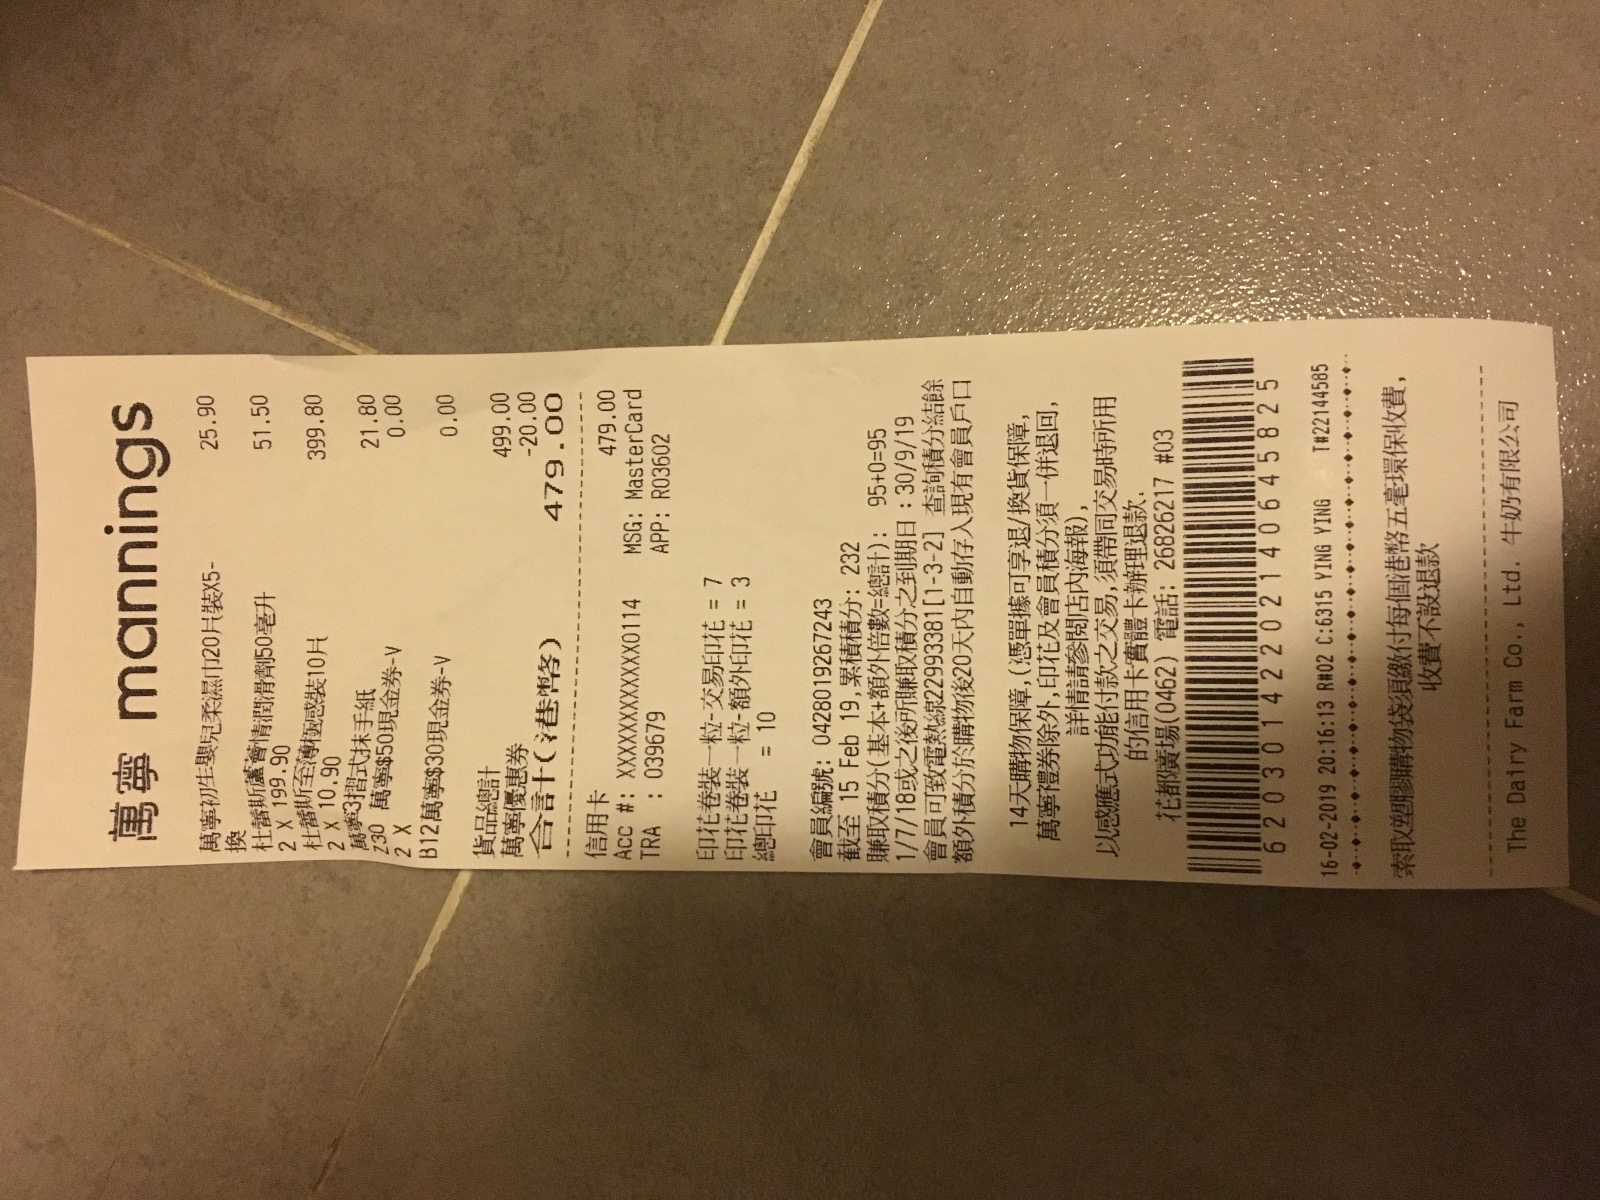 萬寧 mannings
萬寧初生嬰兒柔濕巾20片裝X5- 25.90
換
杜蕾斯蘆薈情潤滑劑50毫升 51.50
2 X 199.90
杜蕾斯至薄極感裝10片 399.80
2 X 10.90
萬寧3摺式抹手紙 21.80
Z30 萬寧$50現金券-V 0.00
2 X
B12萬寧$30現金券-V 0.00
貨品總計 499.00
萬寧優惠券 -20.00
合計(港幣) 479.00
信用卡 479.00
Acc #: XXXXXXXXXXXX0114 MSG: MasterCard
TRA : 039679 APP: R03602
印花卷裝一粒-交易印花 = 7
印花卷裝一粒-額外印花 = 3
總印花 = 10
會員編號: 0428019267243
截至 15 Feb 19,累積積分: 232
賺取積分(基本+額外倍數=總計): 95+0=95
1/7/18或之後所賺取積分之到期日:30/9/19
會員可致電熱線22993381[1-3-2] 查詢積分結餘
額外積分於購物後20天內自動存入現有會員戶口
14天購物保障,(憑單據可享退/換貨保障,
萬寧禮券除外,印花及會員積分須一併退回,
詳情請參閱店內海報),
以感應式功能付款之交易,須帶同交易時所用
的信用卡實體卡辦理退款.
花都廣場(0462) 電話: 26826217 #03
6203014220214064 5825
16-02-2019 20:16:13 R#02 C:6315 YING YING T#22144585
索取塑膠購物袋須繳付每個港幣五毫環保收費,
收費不設退款
The Dairy Farm Co., Ltd. 牛奶有限公司